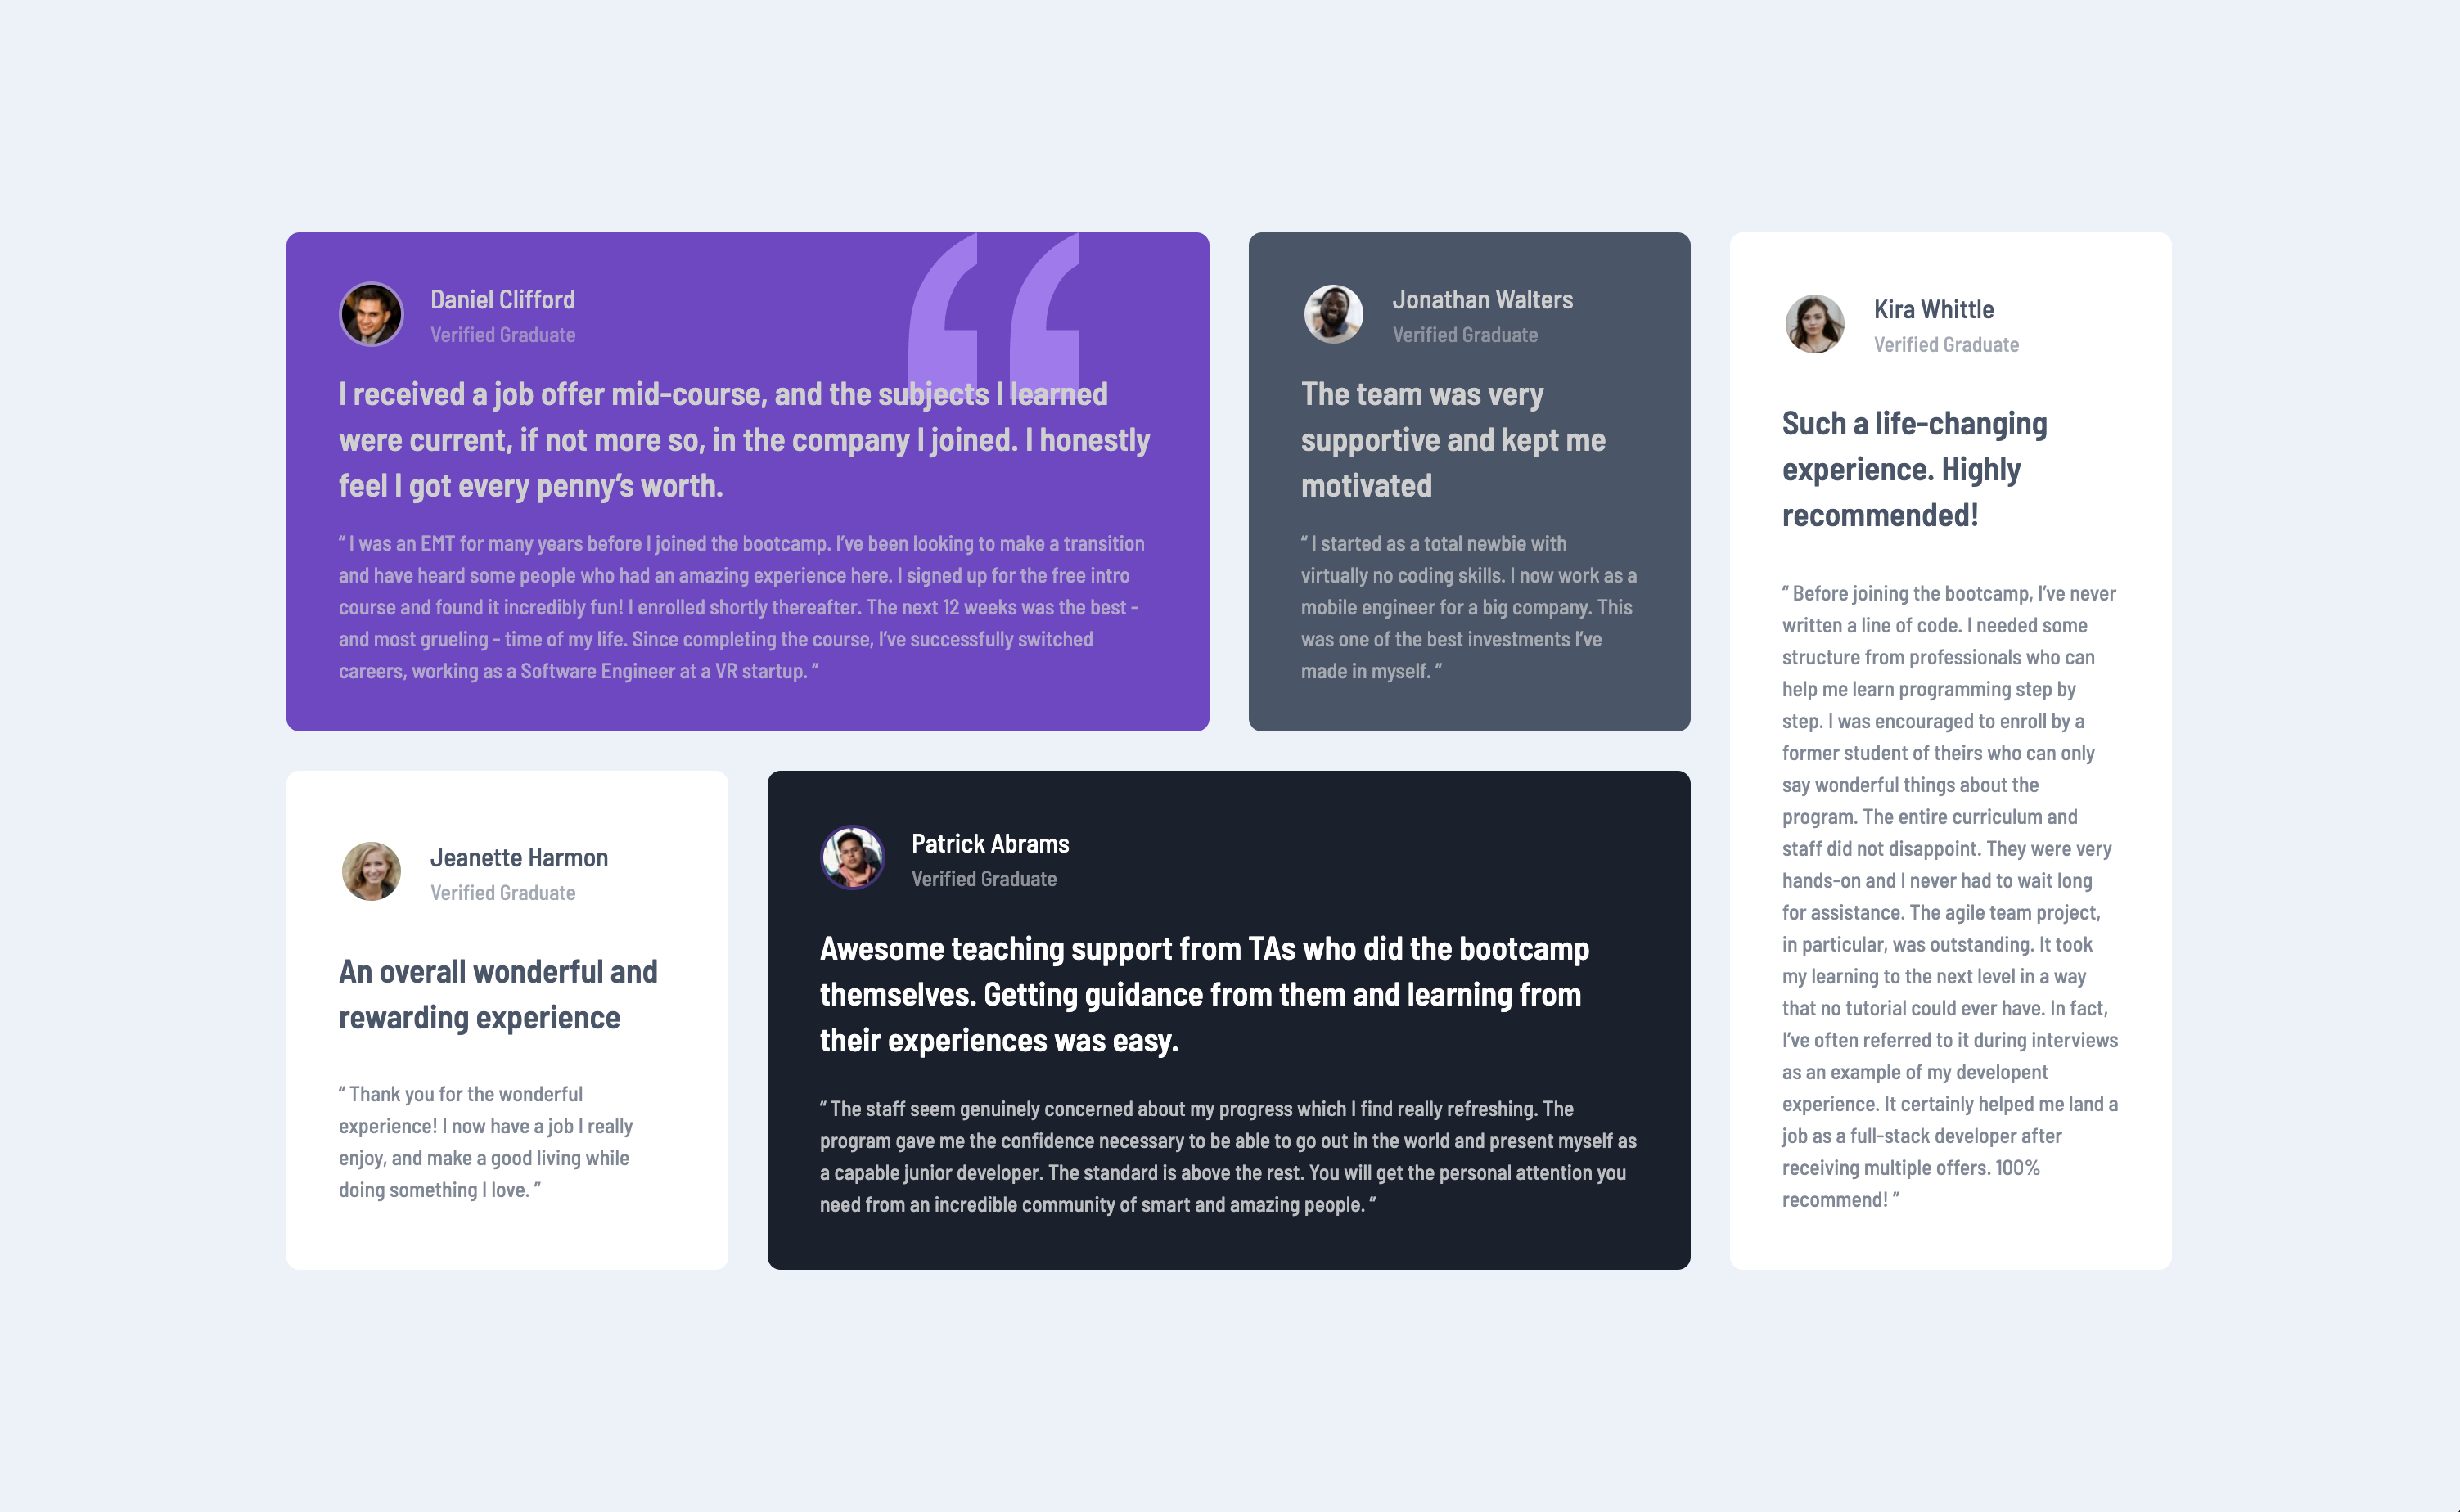 Daniel Clifford
Verified Graduate
I received a job offer mid-course, and the subjects I learned
were current, if not more so, in the company I joined. I honestly
feel I got every penny’s worth.
“ I was an EMT for many years before I joined the bootcamp. I’ve been looking to make a transition
and have heard some people who had an amazing experience here. I signed up for the free intro
course and found it incredibly fun! I enrolled shortly thereafter. The next 12 weeks was the best -
and most grueling - time of my life. Since completing the course, I’ve successfully switched
careers, working as a Software Engineer at a VR startup. ”
Jonathan Walters
Verified Graduate
The team was very
supportive and kept me
motivated
“ I started as a total newbie with
virtually no coding skills. I now work as a
mobile engineer for a big company. This
was one of the best investments I’ve
made in myself. ”
Kira Whittle
Verified Graduate
Such a life-changing
experience. Highly
recommended!
“ Before joining the bootcamp, I’ve never
written a line of code. I needed some
structure from professionals who can
help me learn programming step by
step. I was encouraged to enroll by a
former student of theirs who can only
say wonderful things about the
program. The entire curriculum and
staff did not disappoint. They were very
hands-on and I never had to wait long
for assistance. The agile team project,
in particular, was outstanding. It took
my learning to the next level in a way
that no tutorial could ever have. In fact,
I’ve often referred to it during interviews
as an example of my developent
experience. It certainly helped me land a
job as a full-stack developer after
receiving multiple offers. 100%
recommend! ”
Jeanette Harmon
Verified Graduate
An overall wonderful and
rewarding experience
“ Thank you for the wonderful
experience! I now have a job I really
enjoy, and make a good living while
doing something I love. ”
Patrick Abrams
Verified Graduate
Awesome teaching support from TAs who did the bootcamp
themselves. Getting guidance from them and learning from
their experiences was easy.
“ The staff seem genuinely concerned about my progress which I find really refreshing. The
program gave me the confidence necessary to be able to go out in the world and present myself as
a capable junior developer. The standard is above the rest. You will get the personal attention you
need from an incredible community of smart and amazing people. ”